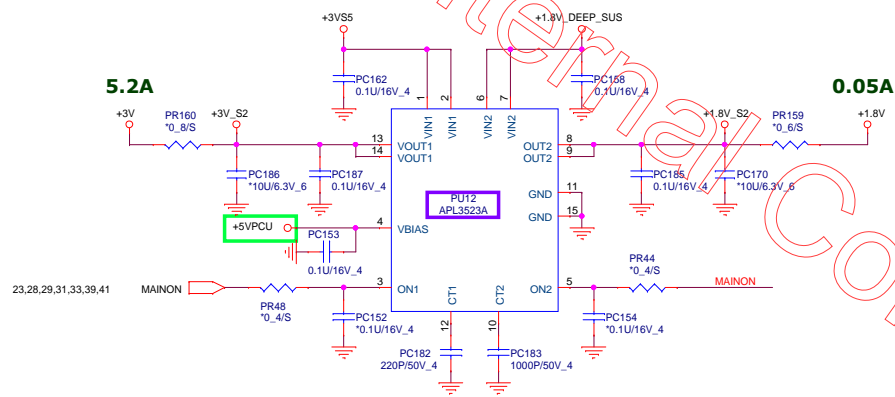 +3VS5
+1.8V_DEEP_SUS
ternal
Co
5.2A
0.05A
PC162
0.1U/16V_4
PC158
0.1U/16V_4
+3V
PR160
*0_8/S
+3V_S2
1
2
6
7
VIN1
VIN1
VIN2
VIN2
+1.8V_S2
PR159
*0_6/S
+1.8V
13
VOUT1
14
VOUT1
8
OUT2
9
OUT2
PC186
*10U/6.3V_6
PC187
0.1U/16V_4
PC185
0.1U/16V_4
PC170
*10U/6.3V_6
PU12
APL3523A
11
GND
15
GND
+5VPCU
PC153
0.1U/16V_4
4
VBIAS
23,28,29,31,33,39,41
MAINON
PR48
*0_4/S
3
ON1
CT1
CT2
ON2
5
PR44
*0_4/S
MAINON
PC152
*0.1U/16V_4
PC154
*0.1U/16V_4
12
10
PC182
220P/50V_4
PC183
1000P/50V_4